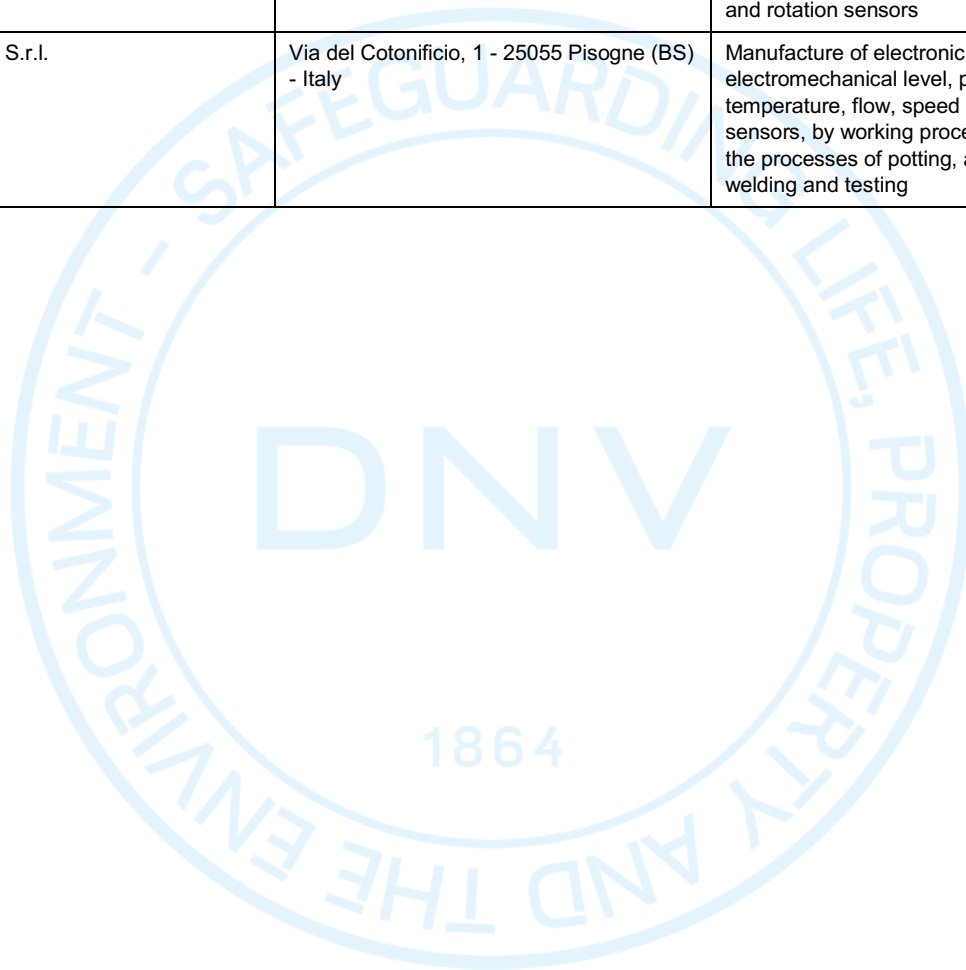 and rotation sensors
S.r.l.
Via del Cotonificio, 1 - 25055 Pisogne (BS)
- Italy
Manufacture of electronic
electromechanical level,
temperature, flow, speed
sensors, by working
the processes of potting,
welding and testing
SAFEGUARDING LIFE, PROPERTY AND THE ENVIRONMENT -
DNV
1864